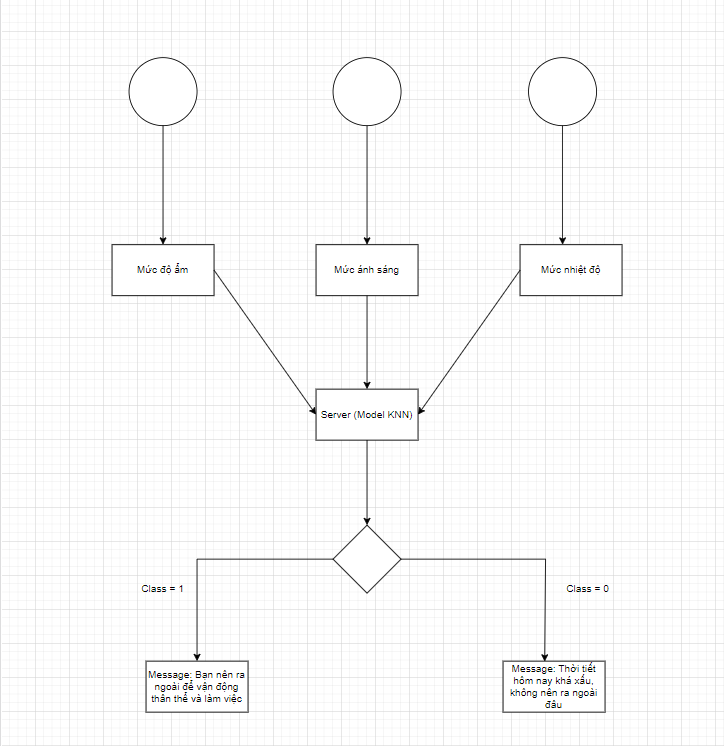 Mức độ ẩm
Mức ánh sáng
Mức nhiệt độ
Server (Model KNN)
Class = 1
Class = 0
Message: Bạn nên ra
ngoài để vận động
thân thể và làm việc
Message: Thời tiết
hôm nay khá xấu,
không nên ra ngoài
đâu